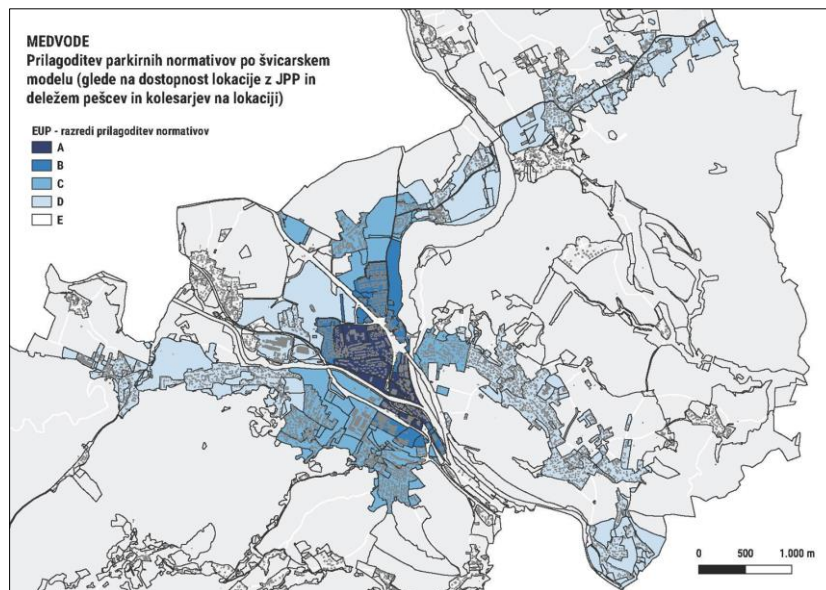 MEDVODE
Prilagoditev parkirnih normativov po švicarskem
modelu (glede na dostopnost lokacije z JPP in
deležem pešcev in kolesarjev na lokaciji)
EUP - razredi prilagoditev normativov
A
B
C
D
E
0 500 1.000 m